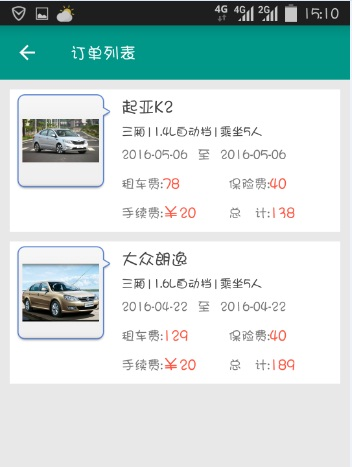 4G 4G 2G 15:10
订单列表
起亚K2
三厢 | 1.4L自动档 | 乘坐5人
2016-05-06 至 2016-05-06
租车费:78 保险费:40
手续费:￥20 总 计:138
大众朗逸
三厢 | 1.6L自动档 | 乘坐5人
2016-04-22 至 2016-04-22
租车费:129 保险费:40
手续费:￥20 总 计:189